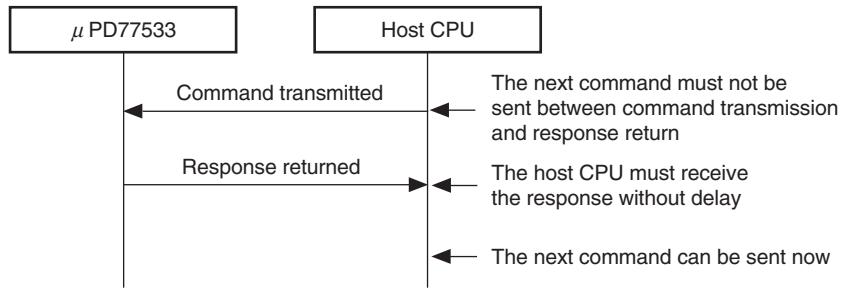 μ PD77533
Host CPU
Command transmitted
The next command must not be
sent between command transmission
and response return
Response returned
The host CPU must receive
the response without delay
The next command can be sent now